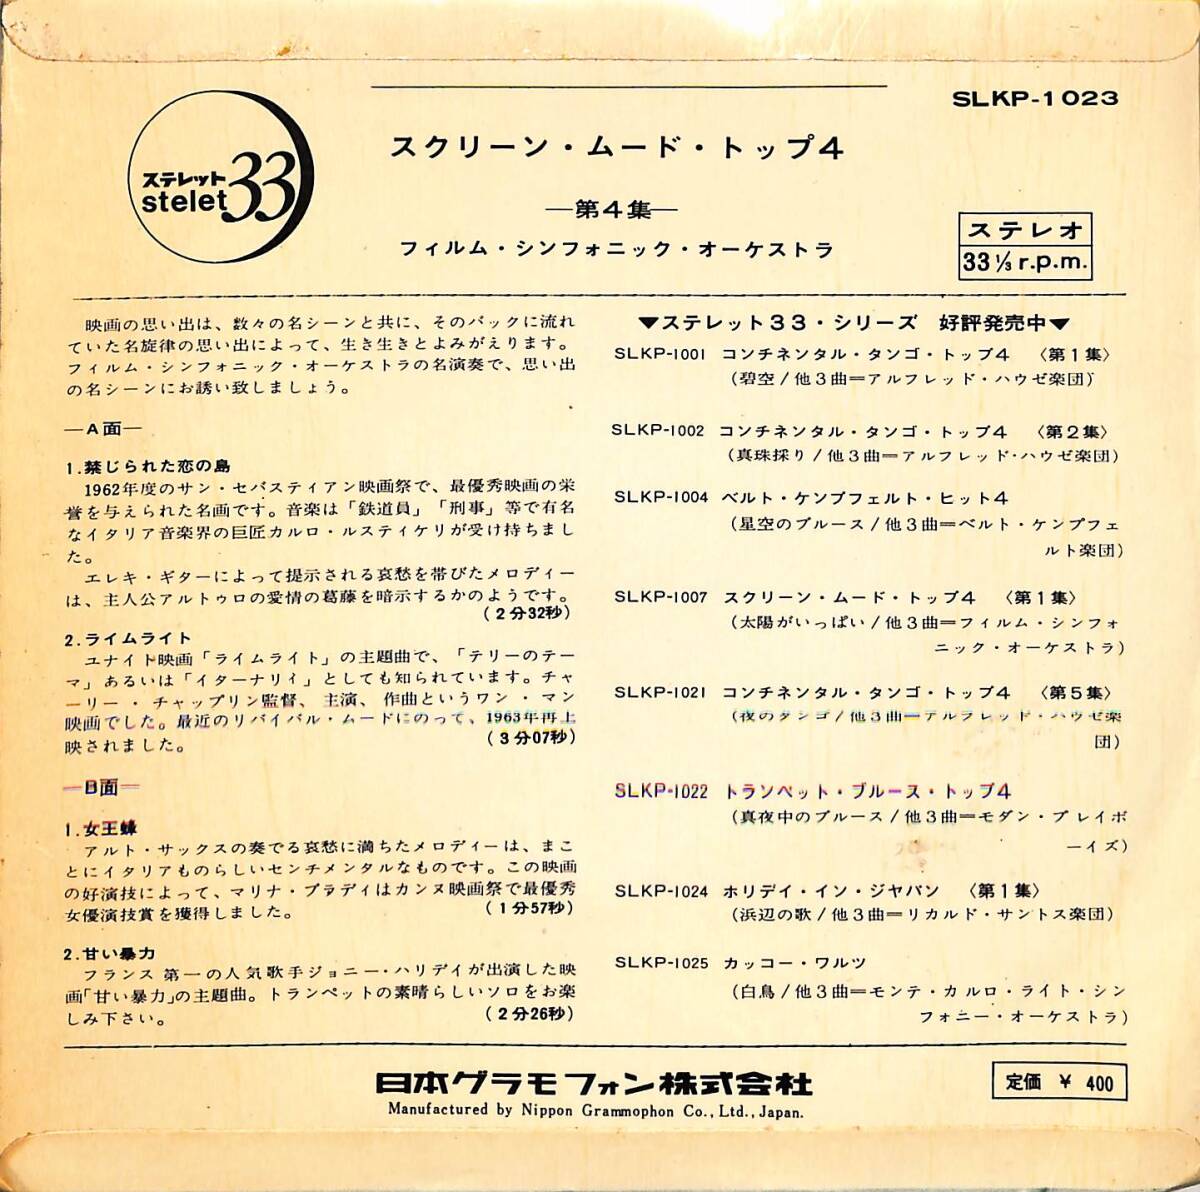 SLKP-1023
ステレット
stelet 33
スクリーン・ムード・トップ4
—第4集—
フィルム・シンフォニック・オーケストラ
ステレオ
33⅓ r.p.m.
映画の思い出は、数々の名シーンと共に、そのバックに流れ
ていた名旋律の思い出によって、生き生きとよみがえります。
フィルム・シンフォニック・オーケストラの名演奏で、思い出
の名シーンにお誘い致しましょう。
—A面—
1.禁じられた恋の島
1962年度のサン・セバスティアン映画祭で、最優秀映画の栄
誉を与えられた名画です。音楽は「鉄道員」「刑事」等で有名
なイタリア音楽界の巨匠カルロ・ルスティケリが受け持ちまし
た。
エレキ・ギターによって提示される哀愁を帯びたメロディー
は、主人公アルトゥロの愛情の葛藤を暗示するかのようです。
(2分32秒)
2.ライムライト
ユナイト映画「ライムライト」の主題曲で、「テリーのテー
マ」あるいは「イターナリイ」としても知られています。チャ
ーリー・チャップリン監督、主演、作曲というワン・マン
映画でした。最近のリバイバル・ムードにのって、1963年再上
映されました。
(3分07秒)
—B面—
1.女王蜂
アルト・サックスの奏でる哀愁に満ちたメロディーは、まこ
とにイタリアものらしいセンチメンタルなものです。この映画
の好演技によって、マリナ・ブラディはカンヌ映画祭で最優秀
女優演技賞を獲得しました。
(1分57秒)
2.甘い暴力
フランス第一の人気歌手ジョニー・ハリデイが出演した映
画「甘い暴力」の主題曲。トランペットの素晴らしいソロをお楽
しみ下さい。
(2分26秒)
▼ステレット33・シリーズ 好評発売中▼
SLKP-1001 コンチネンタル・タンゴ・トップ4 〈第1集〉
(碧空/他3曲=アルフレッド・ハウゼ楽団)
SLKP-1002 コンチネンタル・タンゴ・トップ4 〈第2集〉
(真珠採り/他3曲=アルフレッド・ハウゼ楽団)
SLKP-1004 ベルト・ケンプフェルト・ヒット4
(星空のブルース/他3曲=ベルト・ケンプフェ
ルト楽団)
SLKP-1007 スクリーン・ムード・トップ4 〈第1集〉
(太陽がいっぱい/他3曲=フィルム・シンフォ
ニック・オーケストラ)
SLKP-1021 コンチネンタル・タンゴ・トップ4 〈第5集〉
(夜のタンゴ/他3曲=アルフレッド・ハウゼ楽
団)
SLKP-1022 トランペット・ブルース・トップ4
(真夜中のブルース/他3曲=モダン・プレイボ
ーイズ)
SLKP-1024 ホリデイ・イン・ジャパン 〈第1集〉
(浜辺の歌/他3曲=リカルド・サントス楽団)
SLKP-1025 カッコー・ワルツ
(白鳥/他3曲=モンテ・カルロ・ライト・シン
フォニー・オーケストラ)
日本グラモフォン株式会社
Manufactured by Nippon Grammophon Co., Ltd., Japan.
定価 ¥ 400